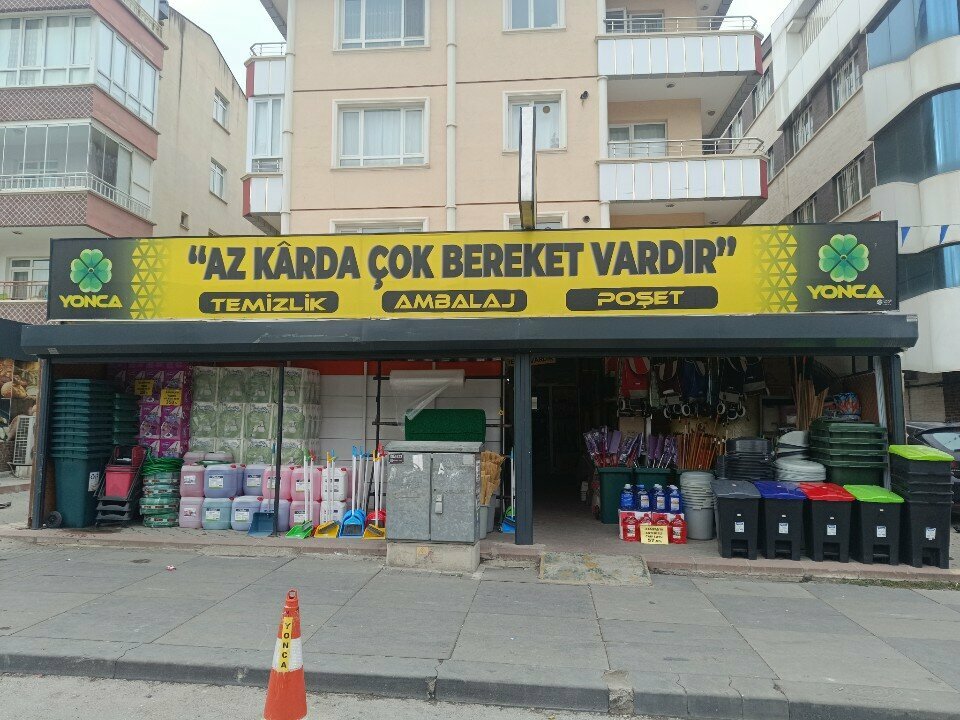 “AZ KÂRDA ÇOK BEREKET VARDIR”
YONCA
TEMİZLİK
AMBALAJ
POŞET
YONCA
YONCA